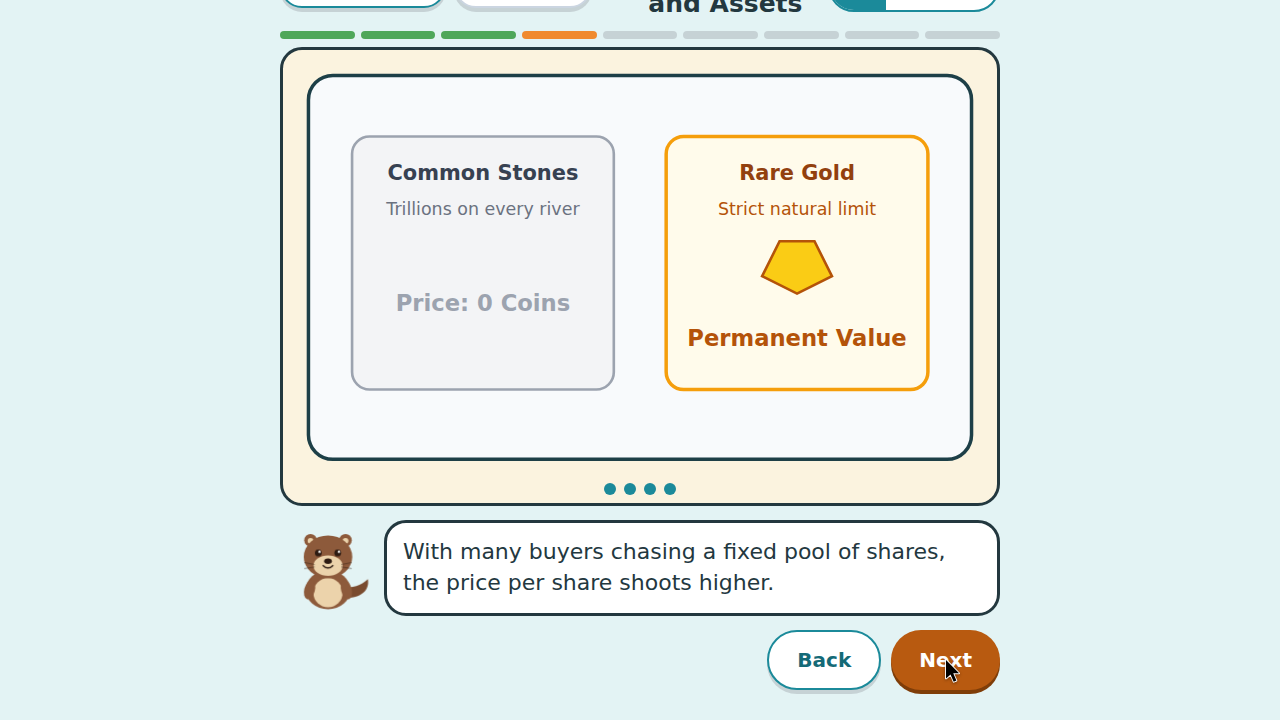 and Assets
Common Stones
Trillions on every river
Price: 0 Coins
Rare Gold
Strict natural limit
Permanent Value
With many buyers chasing a fixed pool of shares,
the price per share shoots higher.
Back
Next